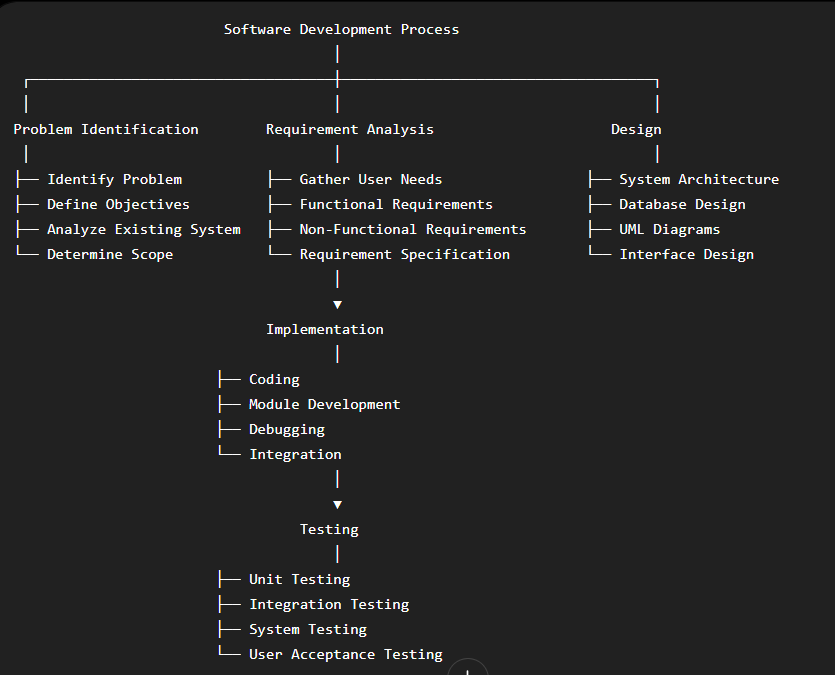 Software Development Process
Problem Identification Requirement Analysis Design
├── Identify Problem ├── Gather User Needs ├── System Architecture
├── Define Objectives ├── Functional Requirements ├── Database Design
├── Analyze Existing System ├── Non-Functional Requirements ├── UML Diagrams
└── Determine Scope └── Requirement Specification └── Interface Design
▼
Implementation
├── Coding
├── Module Development
├── Debugging
└── Integration
▼
Testing
├── Unit Testing
├── Integration Testing
├── System Testing
└── User Acceptance Testing